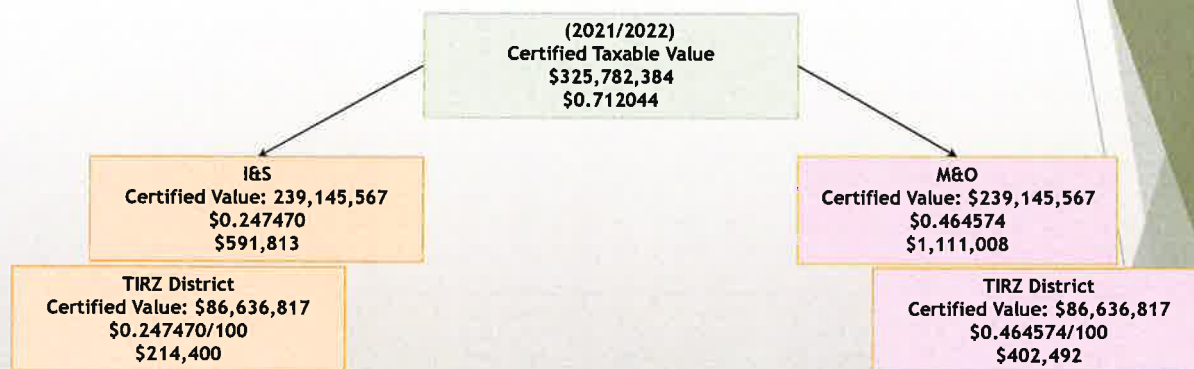 (2021/2022)
Certified Taxable Value
$325,782,384
$0.712044
I&S
Certified Value: 239,145,567
$0.247470
$591,813
M&O
Certified Value: $239,145,567
$0.464574
$1,111,008
TIRZ District
Certified Value: $86,636,817
$0.247470/100
$214,400
TIRZ District
Certified Value: $86,636,817
$0.464574/100
$402,492